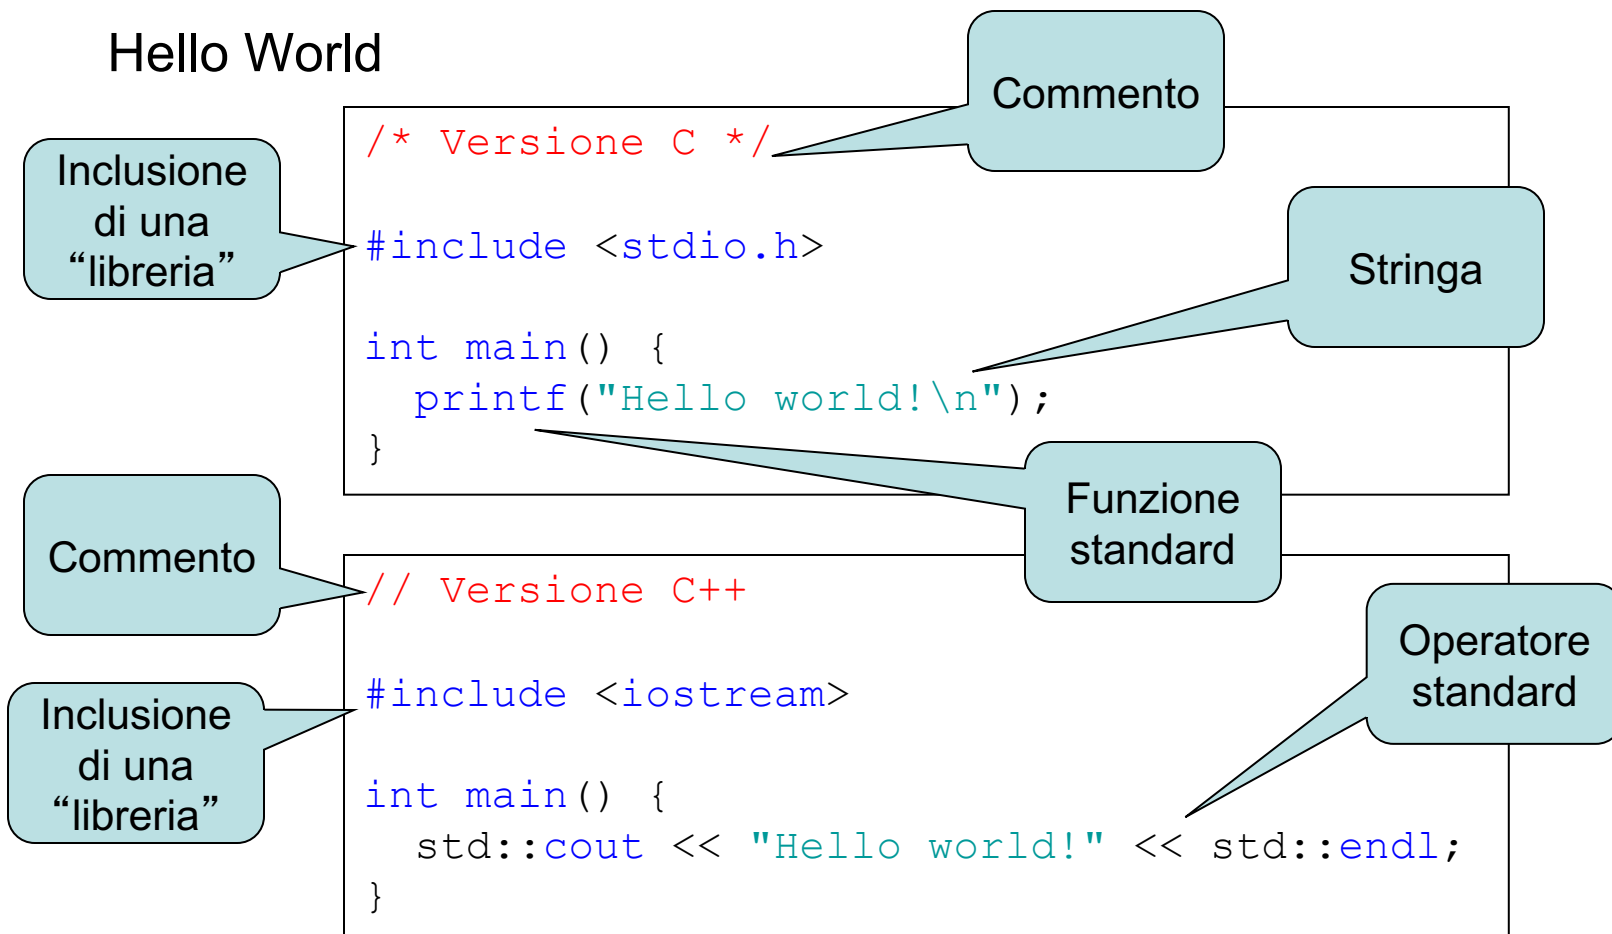 Hello World
Commento
/* Versione C */
Inclusione
di una
“libreria”
#include <stdio.h>
Stringa
int main() {
printf("Hello world!\n");
}
Funzione
standard
Commento
// Versione C++
Operatore
standard
Inclusione
di una
“libreria”
#include <iostream>
int main() {
std::cout << "Hello world!" << std::endl;
}